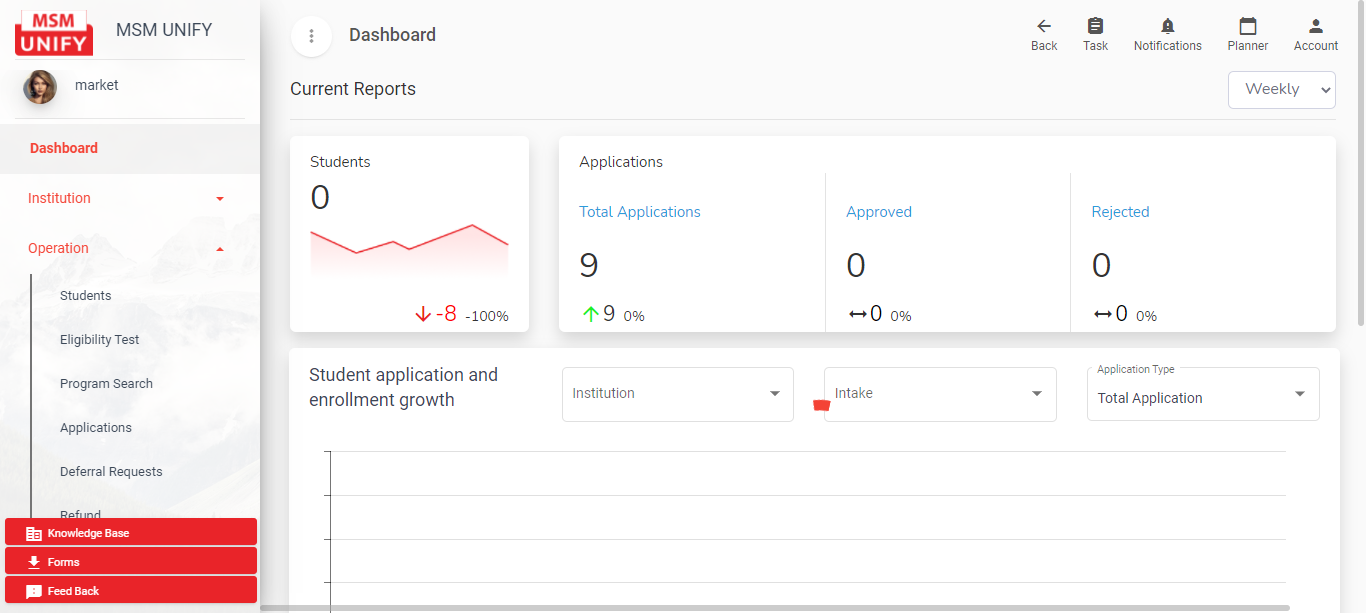 MSM
UNIFY
MSM UNIFY
market
Dashboard
Institution
Operation
Students
Eligibility Test
Program Search
Applications
Deferral Requests
Refund
Knowledge Base
Forms
Feed Back
Dashboard
Back
Task
Notifications
Planner
Account
Current Reports
Weekly
Students
0
-8 -100%
Applications
Total Applications
9
9 0%
Approved
0
0 0%
Rejected
0
0 0%
Student application and
enrollment growth
Institution
Intake
Application Type
Total Application